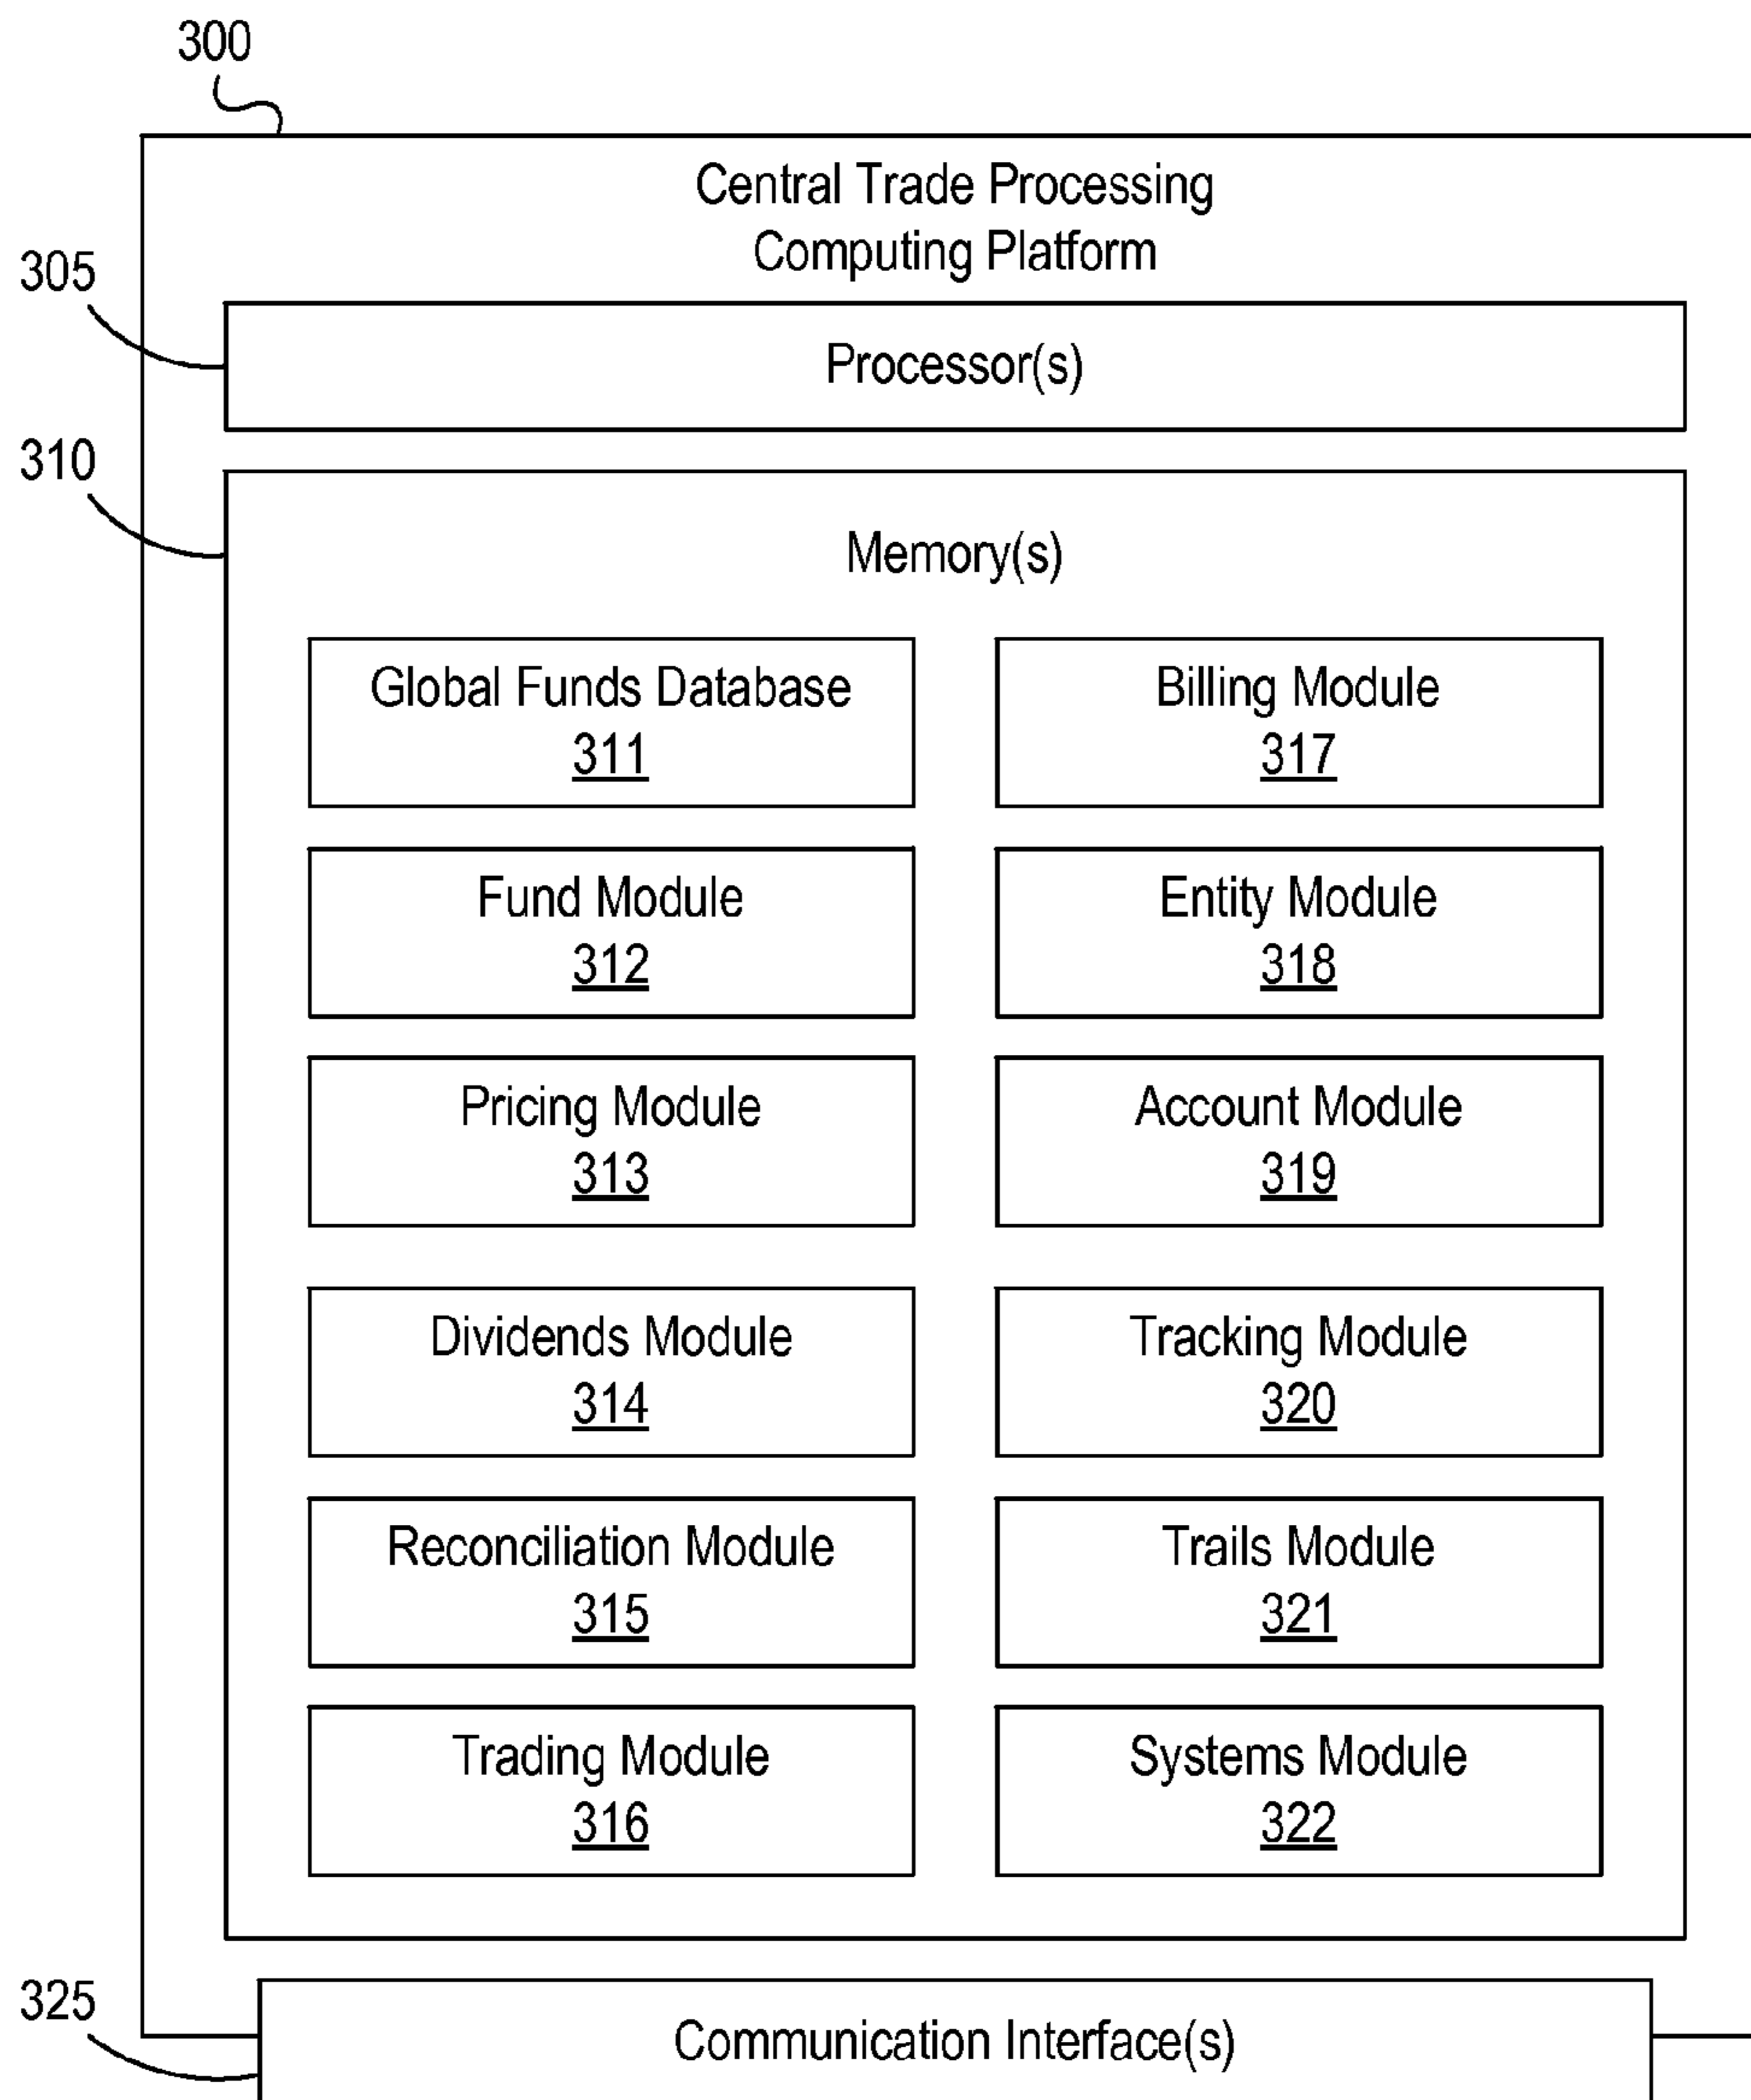 300
Central Trade Processing
Computing Platform
305
Processor(s)
310
Memory(s)
Global Funds Database
311
Billing Module
317
Fund Module
312
Entity Module
318
Pricing Module
313
Account Module
319
Dividends Module
314
Tracking Module
320
Reconciliation Module
315
Trails Module
321
Trading Module
316
Systems Module
322
325
Communication Interface(s)